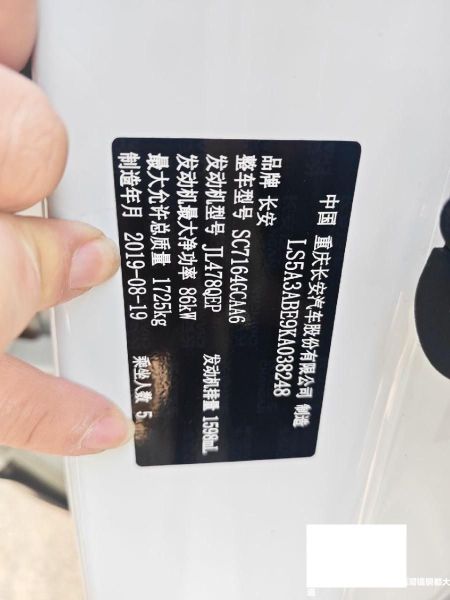 中国 重庆长安汽车股份有限公司 制造
LS5A3ABE9KA038248
品牌 长安
整车型号 SC7164GCAA6
发动机型号 JL478QEP 发动机排量 1598mL
发动机最大净功率 86kW
最大允许总质量 1725kg
制造年月 2019-08-19 乘坐人数 5